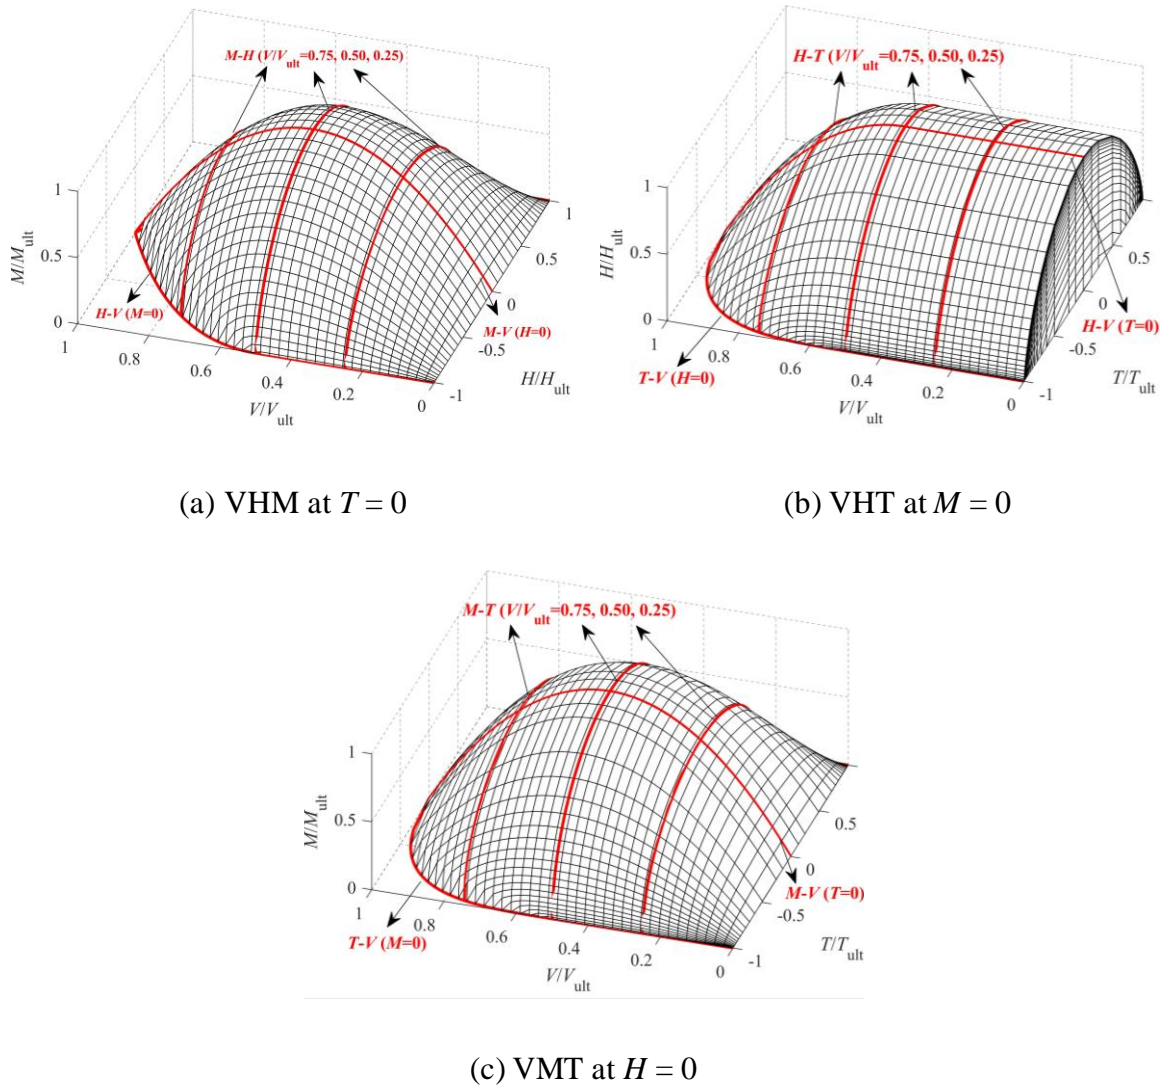 M-H (V/Vult=0.75, 0.50, 0.25)
1
0.5
0
M/Mult
H-V (M=0)
1
0.8
0.6
0.4
0.2
0
V/Vult
M-V (H=0)
1
0.5
0
-0.5
-1
H/Hult
H-T (V/Vult=0.75, 0.50, 0.25)
1
0.5
0
H/Hult
T-V (H=0)
1
0.8
0.6
0.4
0.2
0
V/Vult
H-V (T=0)
0.5
0
-0.5
-1
T/Tult
(a) VHM at T = 0
(b) VHT at M = 0
M-T (V/Vult=0.75, 0.50, 0.25)
1
0.5
0
M/Mult
T-V (M=0)
1
0.8
0.6
0.4
0.2
0
V/Vult
M-V (T=0)
0.5
0
-0.5
-1
T/Tult
(c) VMT at H = 0